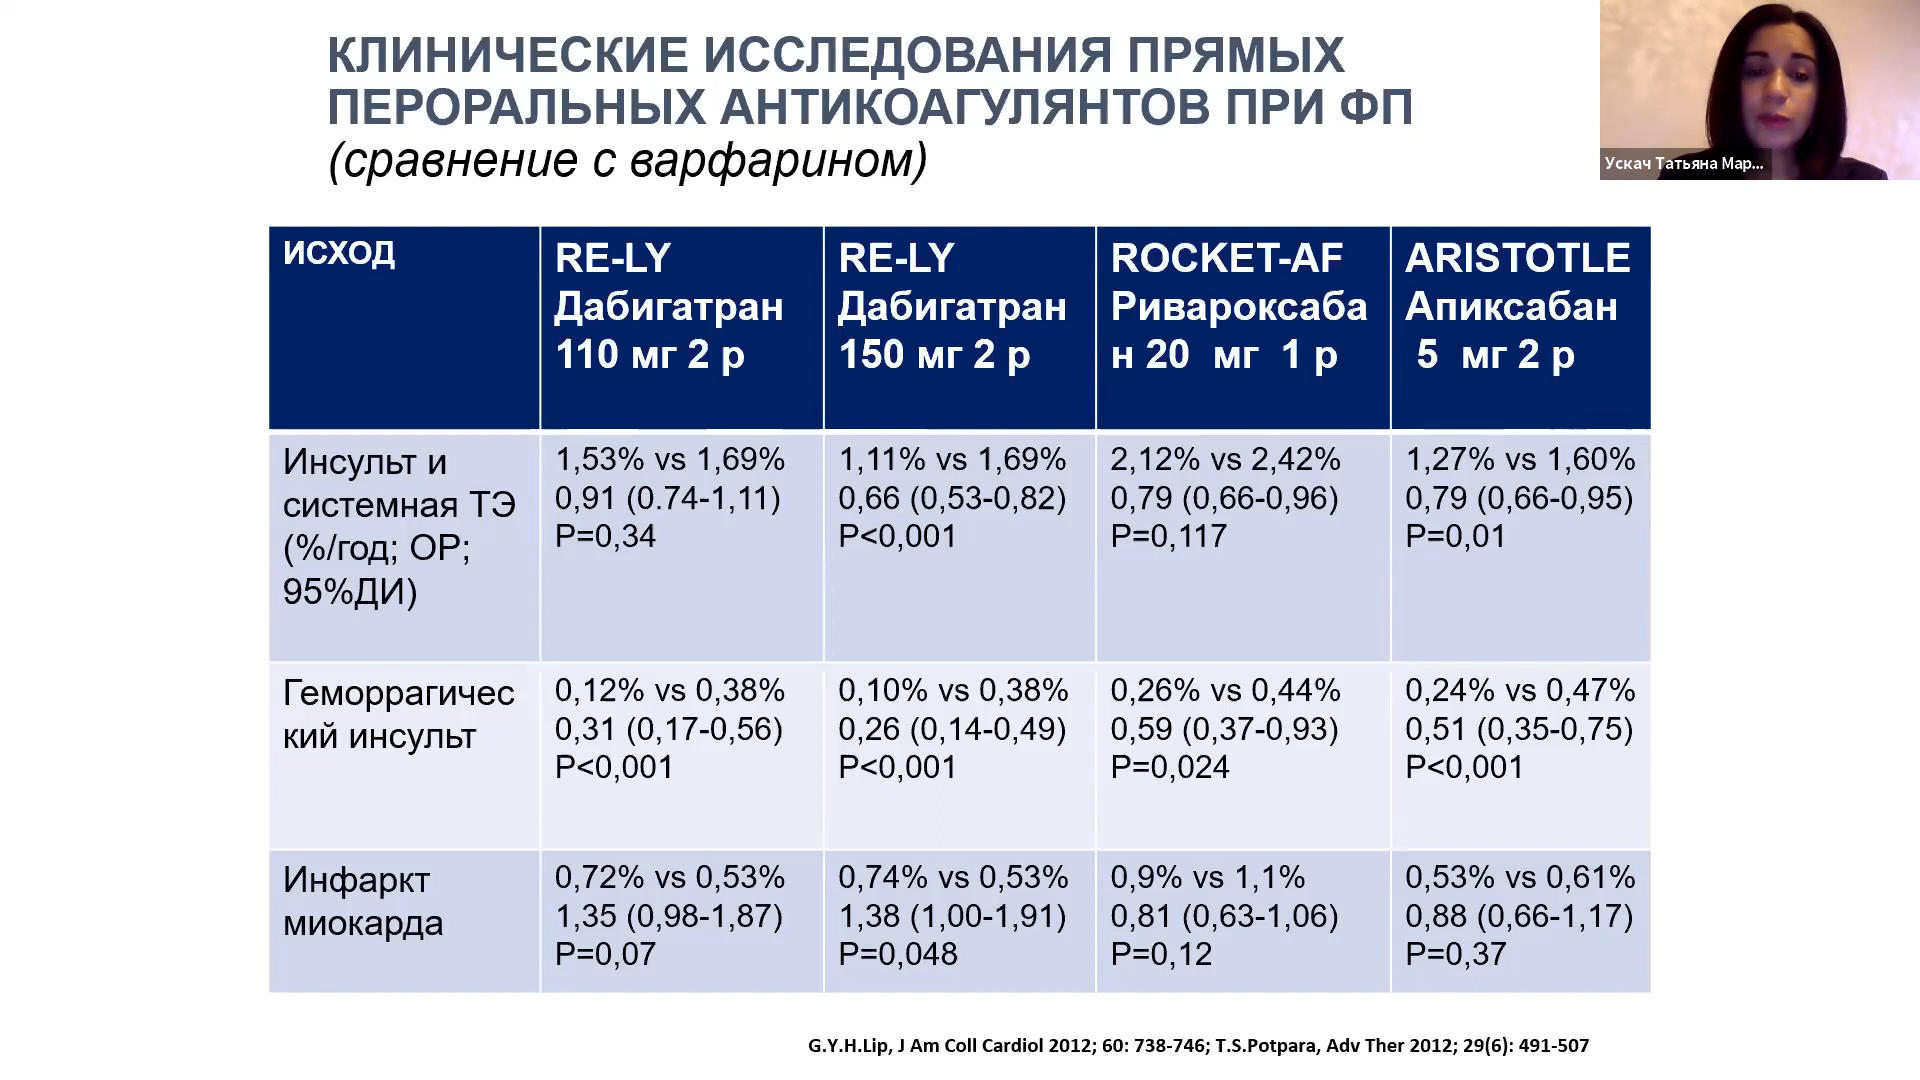 КЛИНИЧЕСКИЕ ИССЛЕДОВАНИЯ ПРЯМЫХ
ПЕРОРАЛЬНЫХ АНТИКОАГУЛЯНТОВ ПРИ ФП
(сравнение с варфарином)
Ускач Татьяна Мар...
ИСХОД
RE-LY
Дабигатран
110 мг 2 р
RE-LY
Дабигатран
150 мг 2 р
ROCKET-AF
Ривароксаба
н 20 мг 1 р
ARISTOTLE
Апиксабан
5 мг 2 р
Инсульт и
системная ТЭ
(%/год; ОР;
95%ДИ)
1,53% vs 1,69%
0,91 (0.74-1,11)
P=0,34
1,11% vs 1,69%
0,66 (0,53-0,82)
P<0,001
2,12% vs 2,42%
0,79 (0,66-0,96)
P=0,117
1,27% vs 1,60%
0,79 (0,66-0,95)
P=0,01
Геморрагичес
кий инсульт
0,12% vs 0,38%
0,31 (0,17-0,56)
P<0,001
0,10% vs 0,38%
0,26 (0,14-0,49)
P<0,001
0,26% vs 0,44%
0,59 (0,37-0,93)
P=0,024
0,24% vs 0,47%
0,51 (0,35-0,75)
P<0,001
Инфаркт
миокарда
0,72% vs 0,53%
1,35 (0,98-1,87)
P=0,07
0,74% vs 0,53%
1,38 (1,00-1,91)
P=0,048
0,9% vs 1,1%
0,81 (0,63-1,06)
P=0,12
0,53% vs 0,61%
0,88 (0,66-1,17)
P=0,37
G.Y.H.Lip, J Am Coll Cardiol 2012; 60: 738-746; T.S.Potpara, Adv Ther 2012; 29(6): 491-507